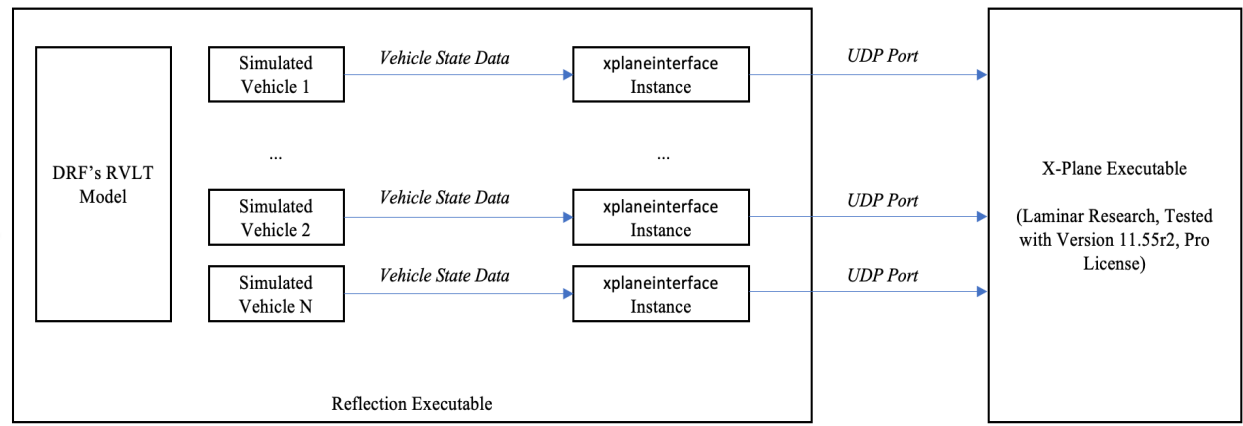 DRF's RVLT
Model
Simulated
Vehicle 1
Vehicle State Data
xplaneinterface
Instance
UDP Port
...
...
Simulated
Vehicle 2
Vehicle State Data
xplaneinterface
Instance
UDP Port
Simulated
Vehicle N
Vehicle State Data
xplaneinterface
Instance
UDP Port
Reflection Executable
X-Plane Executable
(Laminar Research, Tested
with Version 11.55r2, Pro
License)